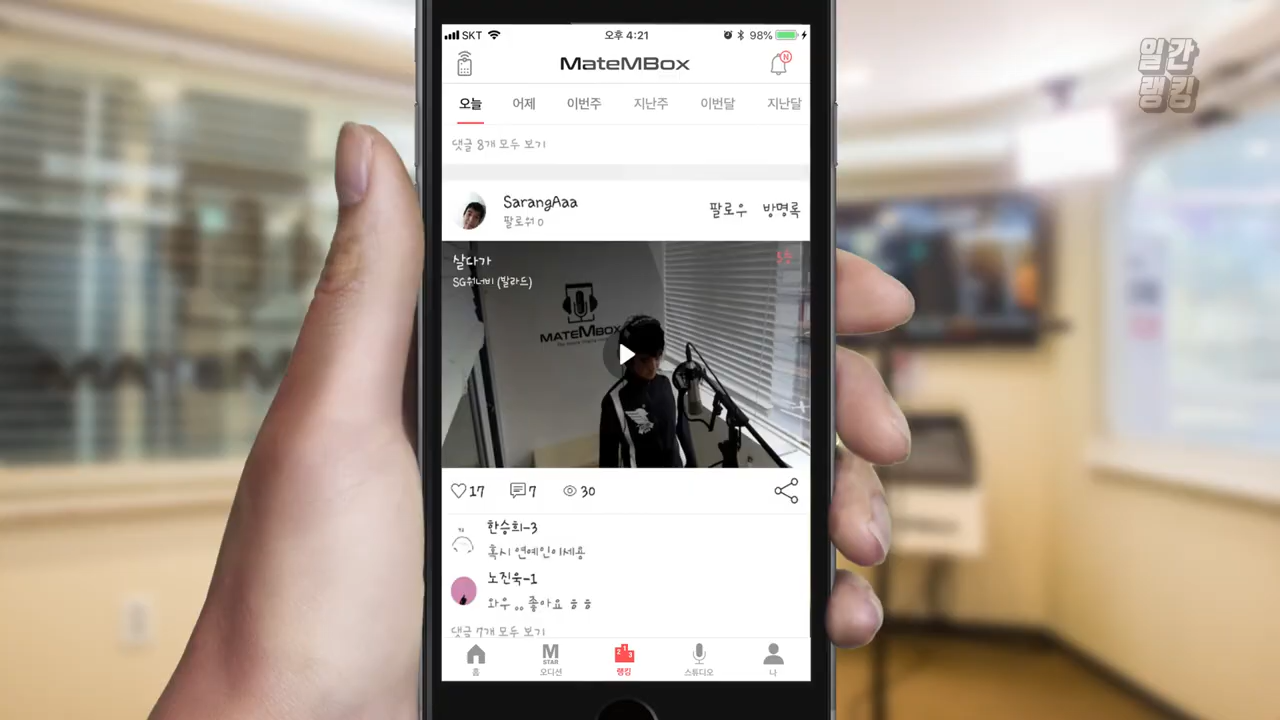 SKT 오후 4:21 98%
MateMBox N
일간
랭킹
오늘 어제 이번주 지난주 이번달 지난달
댓글 8개 모두 보기
SarangAaa
팔로워 0
팔로우 방명록
살다가
SG워너비 (발라드)
MATEMBOX
17 7 30
한승희-3
혹시 연예인이세용
노진욱-1
와우 ,, 좋아요 ㅎㅎ
댓글 7개 모두 보기
M
STAR
2 1 3
홈 오디션 랭킹 스튜디오 나